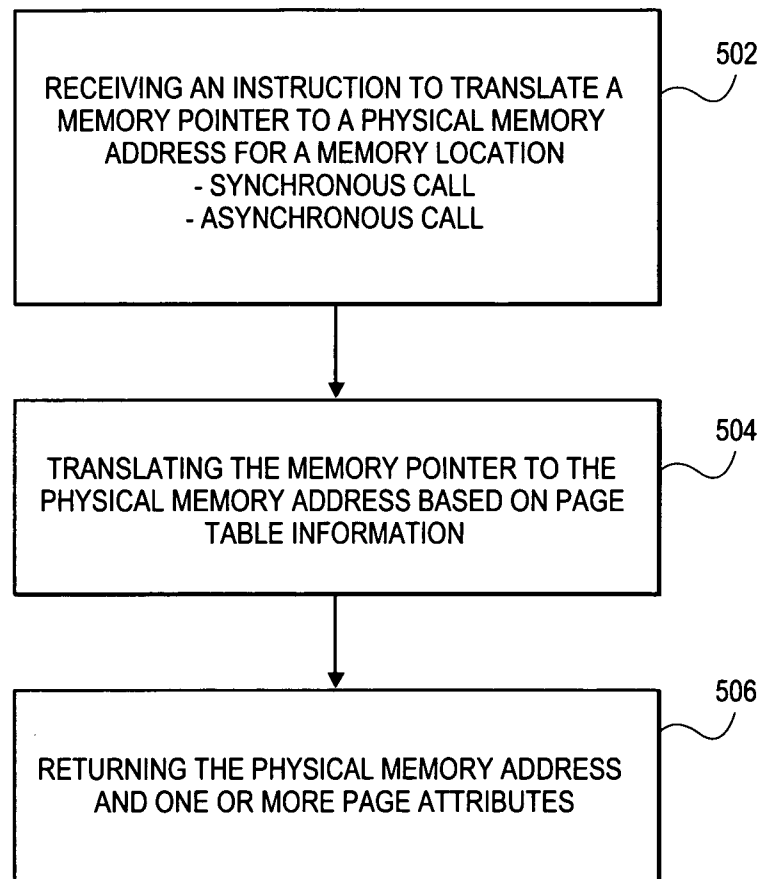 RECEIVING AN INSTRUCTION TO TRANSLATE A
MEMORY POINTER TO A PHYSICAL MEMORY
ADDRESS FOR A MEMORY LOCATION
- SYNCHRONOUS CALL
- ASYNCHRONOUS CALL
502
TRANSLATING THE MEMORY POINTER TO THE
PHYSICAL MEMORY ADDRESS BASED ON PAGE
TABLE INFORMATION
504
RETURNING THE PHYSICAL MEMORY ADDRESS
AND ONE OR MORE PAGE ATTRIBUTES
506